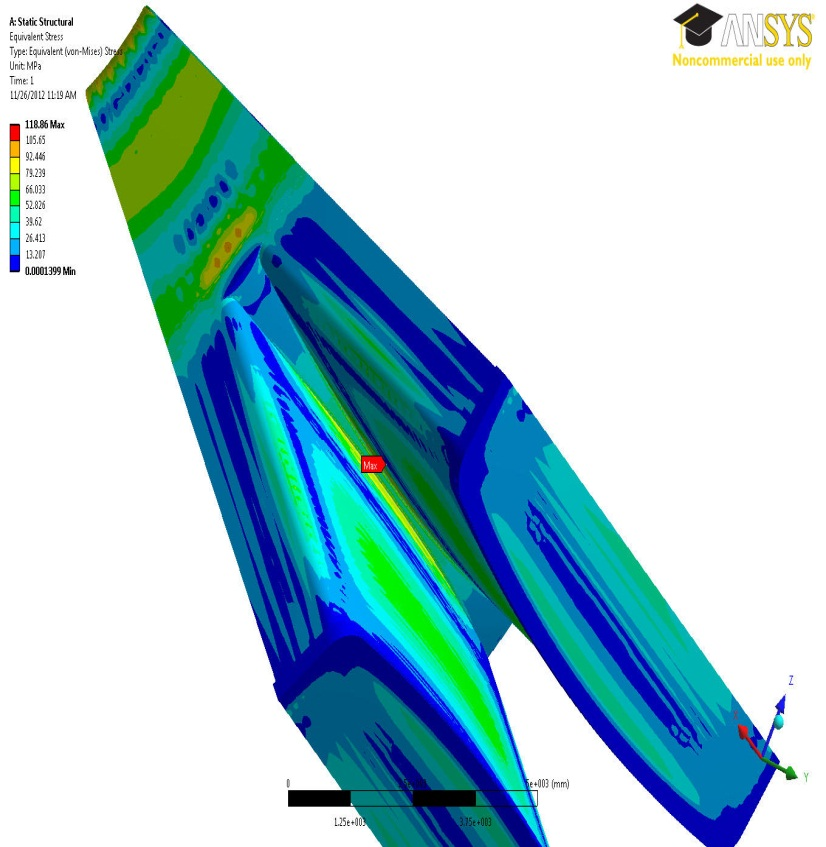 A: Static Structural
Equivalent Stress
Type: Equivalent (von-Mises) Stress
Unit: MPa
Time: 1
11/26/2012 11:19 AM
118.86 Max
105.65
92.446
79.239
66.033
52.826
39.62
26.413
13.207
0.0001399 Min
ANSYS
Noncommercial use only
Max
Z
Y
0
5e+003 (mm)
1.25e+003
3.75e+003